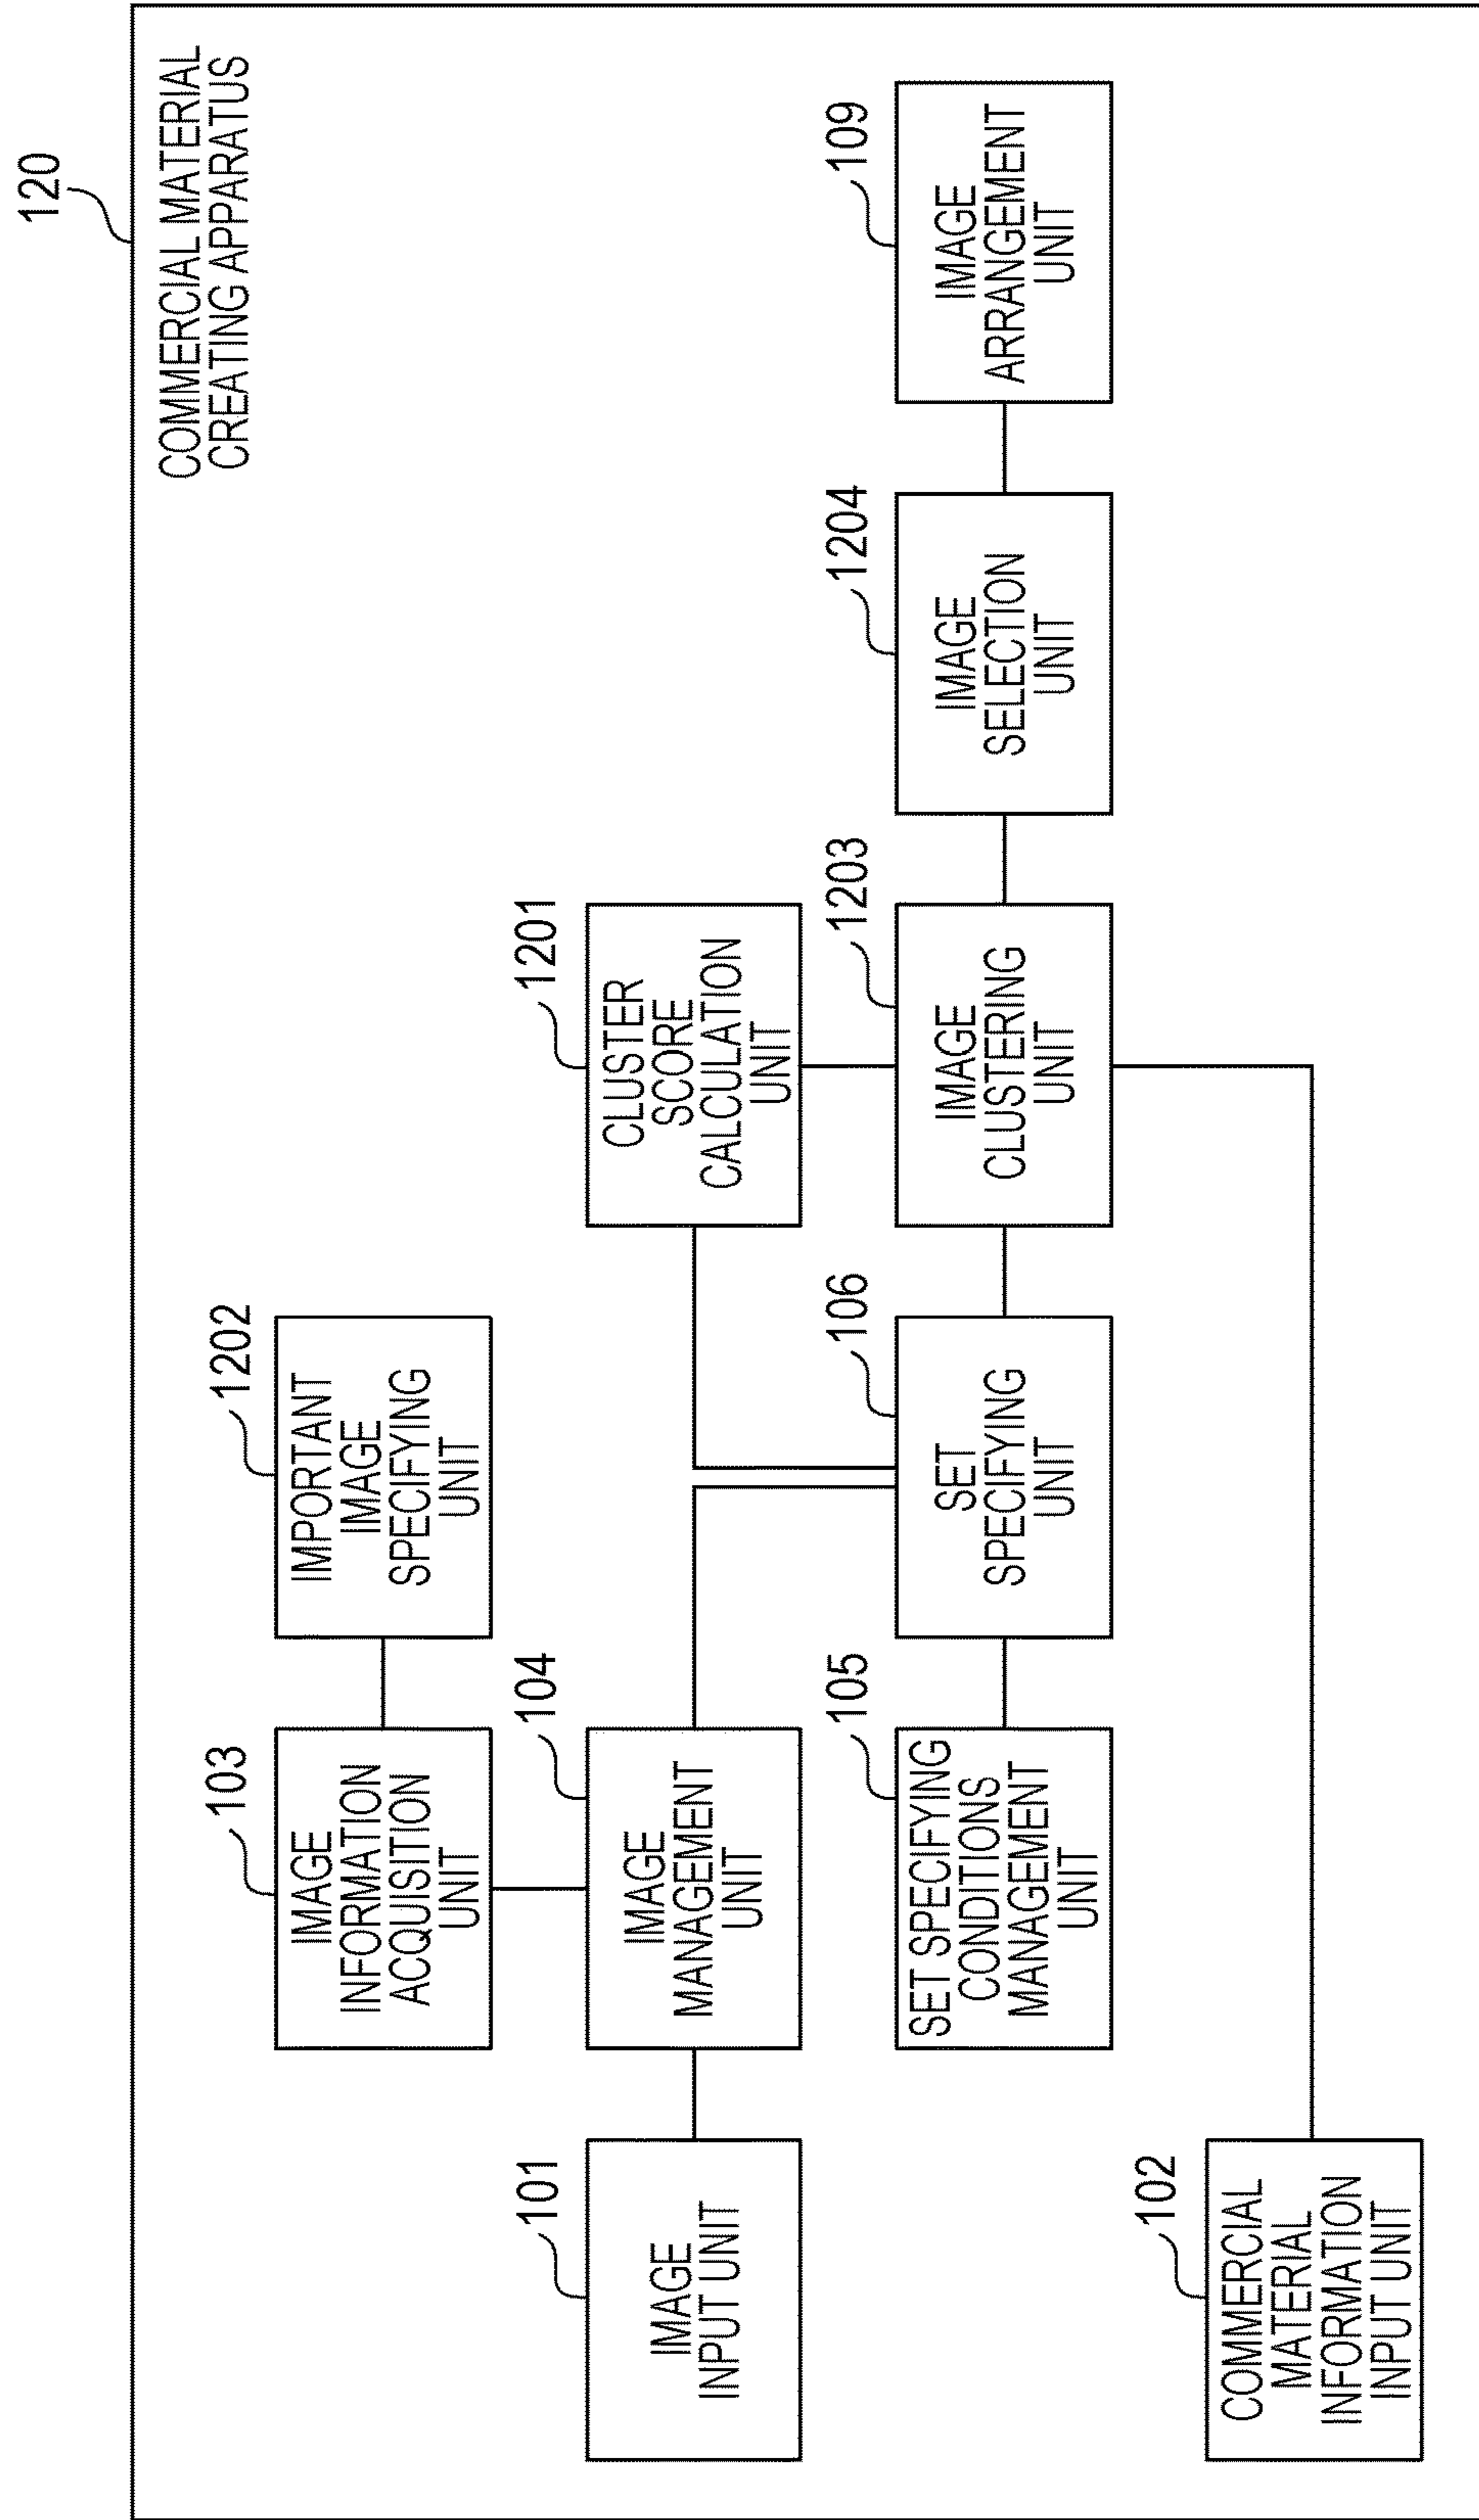 120
COMMERCIAL MATERIAL
CREATING APPARATUS
103
IMAGE
INFORMATION
ACQUISITION
UNIT
1202
IMPORTANT
IMAGE
SPECIFYING
UNIT
101
IMAGE
INPUT UNIT
104
IMAGE
MANAGEMENT
UNIT
1201
CLUSTER
SCORE
CALCULATION
UNIT
105
SET SPECIFYING
CONDITIONS
MANAGEMENT
UNIT
106
SET
SPECIFYING
UNIT
1203
IMAGE
CLUSTERING
UNIT
1204
IMAGE
SELECTION
UNIT
109
IMAGE
ARRANGEMENT
UNIT
102
COMMERCIAL
MATERIAL
INFORMATION
INPUT UNIT